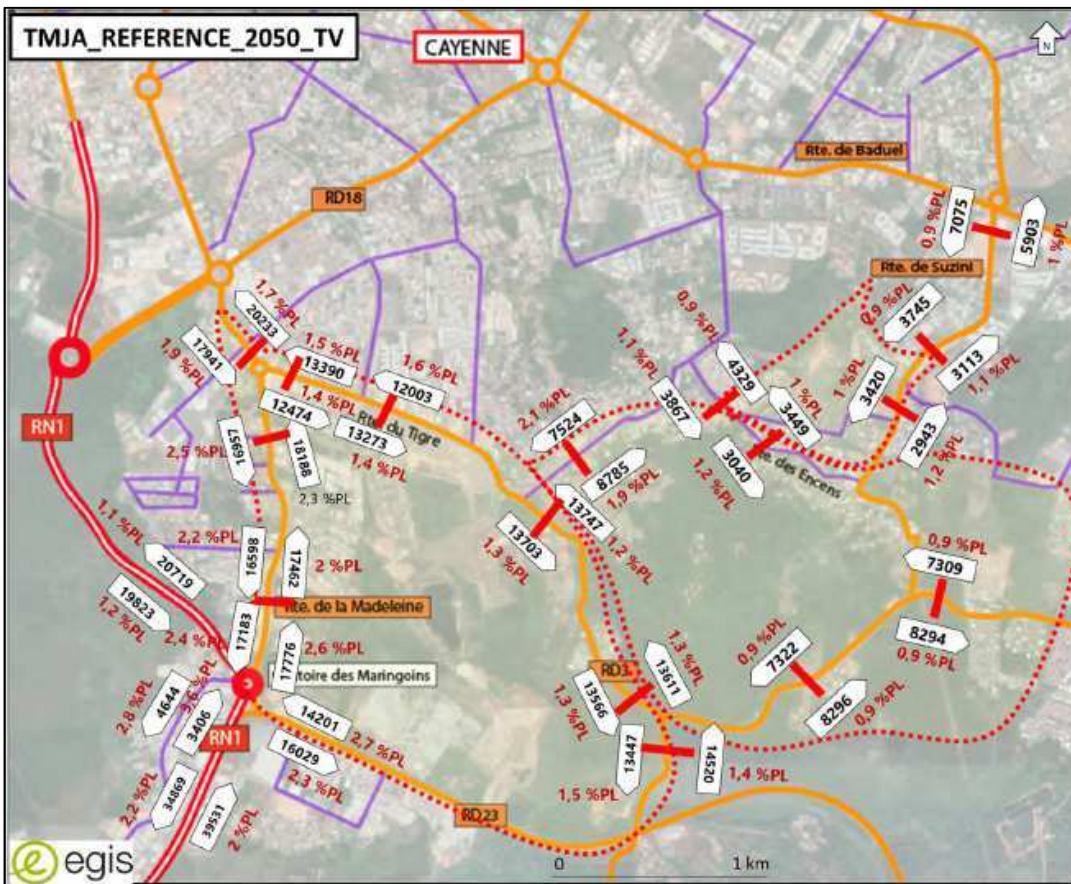 TMJA_REFERENCE_2050_TV
CAYENNE
N
Rte. de Baduel
RD18
7075
0,9 %PL
5903
1 %PL
Rte. de Suzini
0,9 %PL
3745
3113
1,1 %PL
1,7 %PL
20233
17941
1,9 %PL
1,5 %PL
13390
1,6 %PL
12003
1,4 %PL
12474
Rte. du Tigre
13273
1,4 %PL
0,9 %PL
4329
1,1 %PL
3867
1 %PL
3449
3040
1,2 %PL
1 %PL
3420
2943
1,2 %PL
des Encens
RN1
2,5 %PL
16957
18188
2,3 %PL
2,1 %PL
7524
8785
1,9 %PL
13747
1,2 %PL
13703
1,3 %PL
1,1 %PL
20719
19823
1,2 %PL
2,2 %PL
16598
17462
2 %PL
Rte. de la Madeleine
2,4 %PL
17183
17776
2,6 %PL
0,9 %PL
7309
8294
0,9 %PL
0,9 %PL
7322
8296
0,9 %PL
RD3
1,3 %PL
13611
13566
1,3 %PL
13447
1,5 %PL
14520
1,4 %PL
toire des Maringoins
2,8 %PL
4644
3406
RN1
14201
2,7 %PL
16029
2,3 %PL
2,2 %PL
34869
39531
2 %PL
RD 23
egis
0
1 km